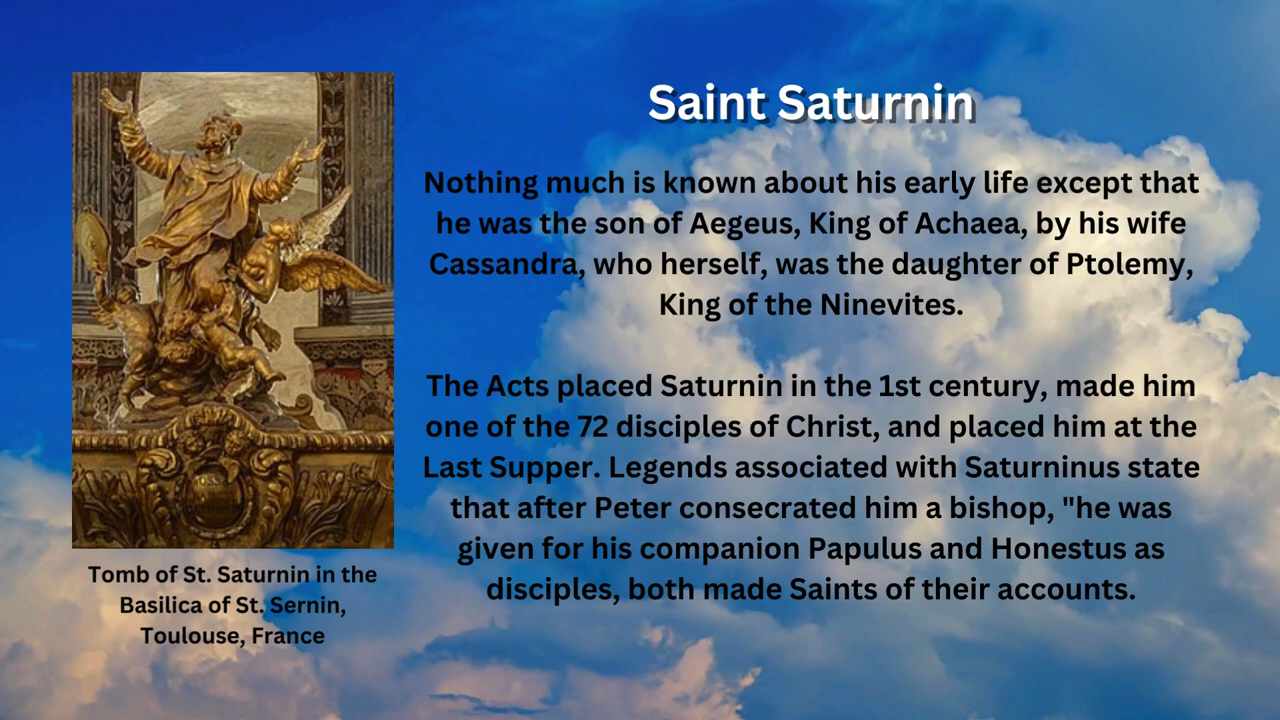 Saint Saturnin
Nothing much is known about his early life except that
he was the son of Aegeus, King of Achaea, by his wife
Cassandra, who herself, was the daughter of Ptolemy,
King of the Ninevites.
The Acts placed Saturnin in the 1st century, made him
one of the 72 disciples of Christ, and placed him at the
Last Supper. Legends associated with Saturninus state
that after Peter consecrated him a bishop, "he was
given for his companion Papulus and Honestus as
disciples, both made Saints of their accounts.
Tomb of St. Saturnin in the
Basilica of St. Sernin,
Toulouse, France